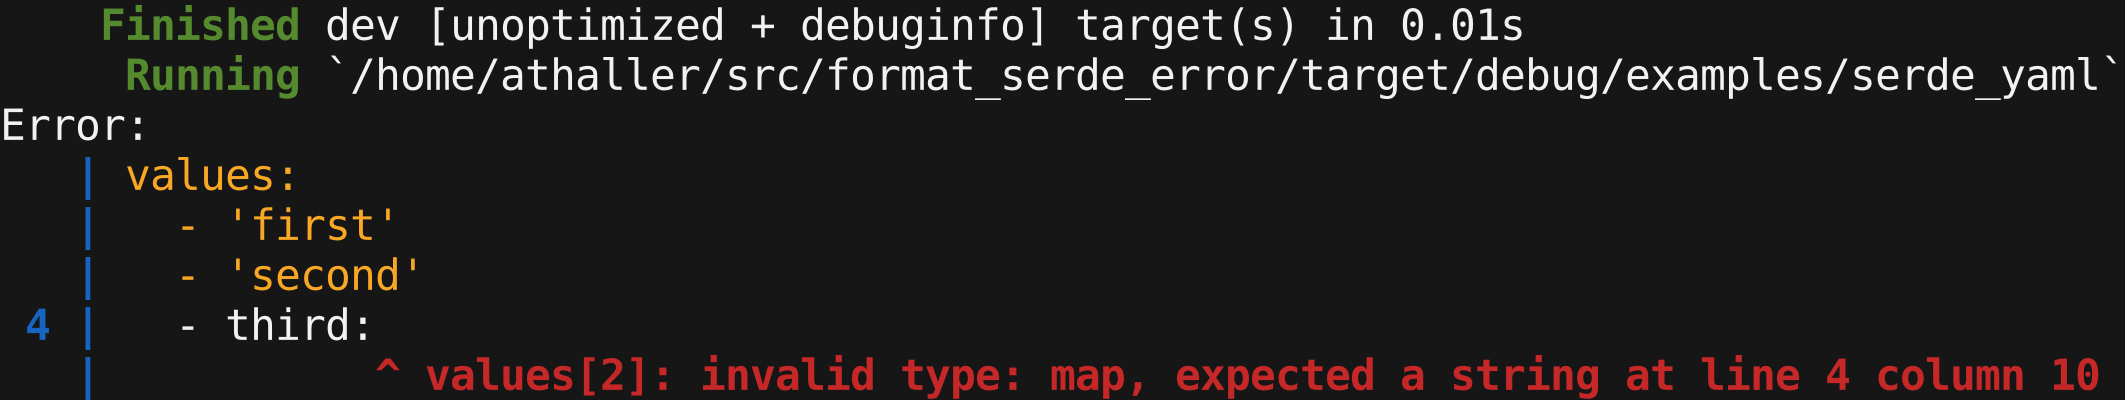 Finished dev [unoptimized + debuginfo] target(s) in 0.01s
Running `/home/athaller/src/format_serde_error/target/debug/examples/serde_yaml`
Error:
| values:
|   - 'first'
|   - 'second'
4 |   - third:
|           ^ values[2]: invalid type: map, expected a string at line 4 column 10